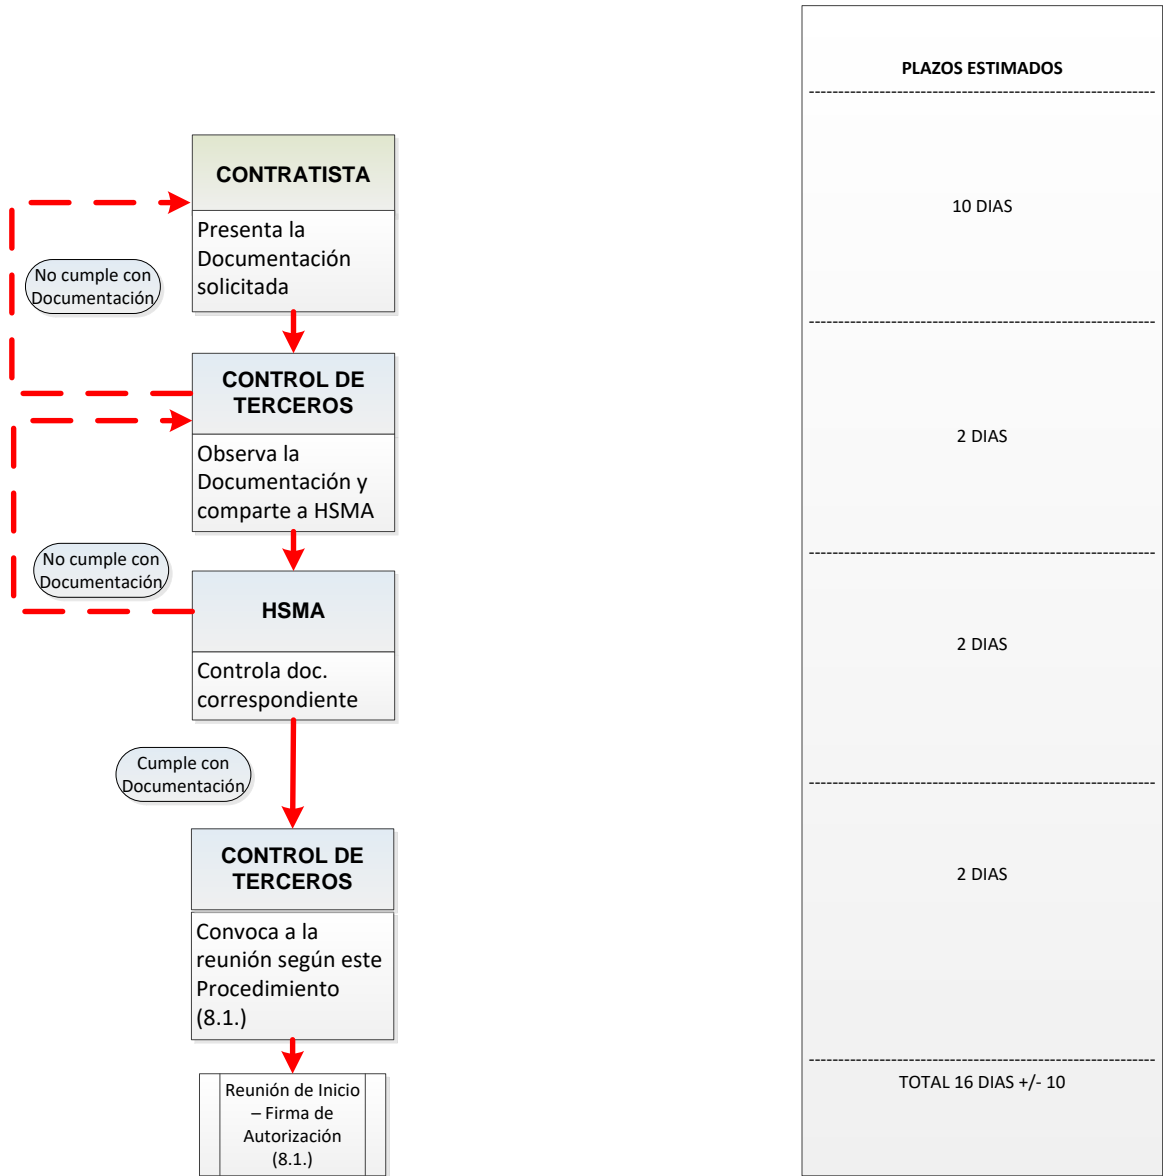 PLAZOS ESTIMADOS
CONTRATISTA
Presenta la
Documentación
solicitada
10 DIAS
No cumple con
Documentación
CONTROL DE
TERCEROS
Observa la
Documentación y
comparte a HSMA
2 DIAS
No cumple con
Documentación
HSMA
Controla doc.
correspondiente
2 DIAS
Cumple con
Documentación
CONTROL DE
TERCEROS
Convoca a la
reunión según este
Procedimiento
(8.1.)
2 DIAS
Reunión de Inicio
– Firma de
Autorización
(8.1.)
TOTAL 16 DIAS +/- 10